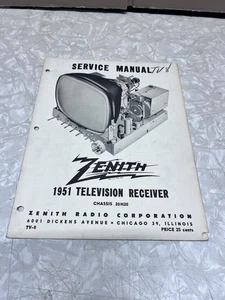 SERVICE MANUAL
ZENITH
1951 TELEVISION RECEIVER
CHASSIS 20H20
ZENITH RADIO CORPORATION
6001 DICKENS AVENUE • CHICAGO 39, ILLINOIS
TV-8 PRICE 25 cents